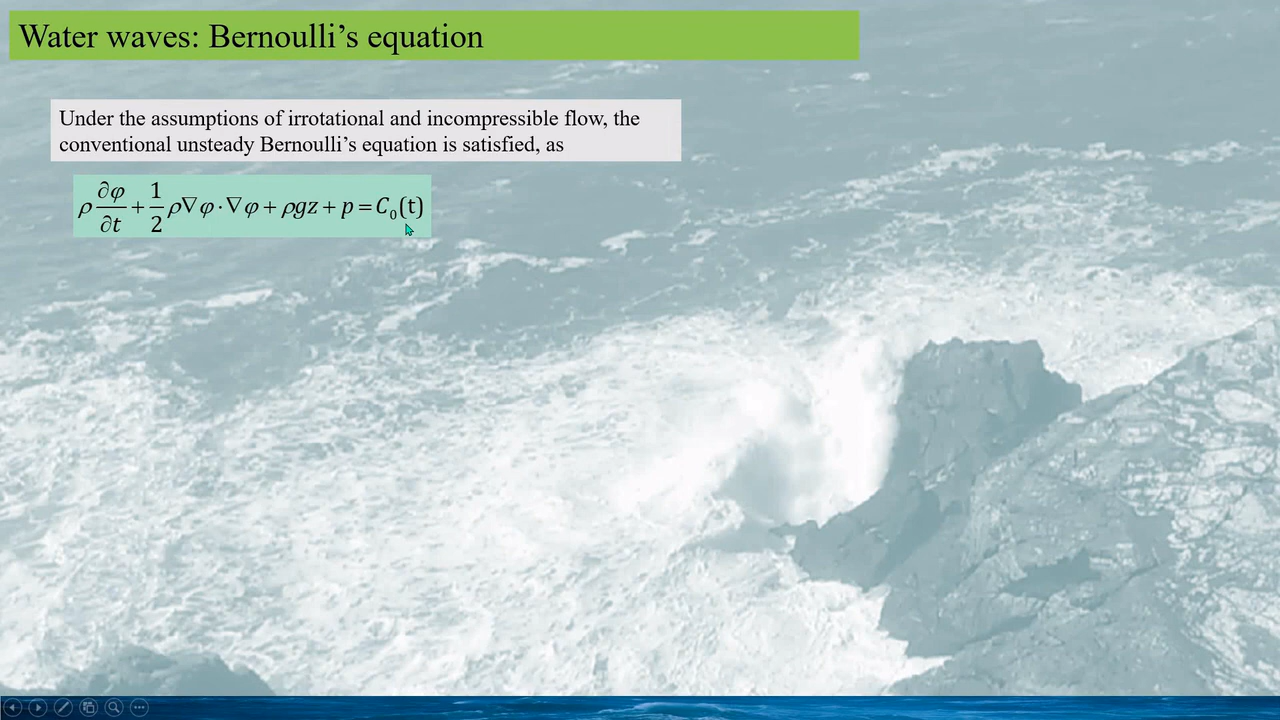 Water waves: Bernoulli’s equation
Under the assumptions of irrotational and incompressible flow, the
conventional unsteady Bernoulli’s equation is satisfied, as
ρ ∂φ/∂t + 1/2 ρ∇φ·∇φ + ρgz + p = C₀(t)